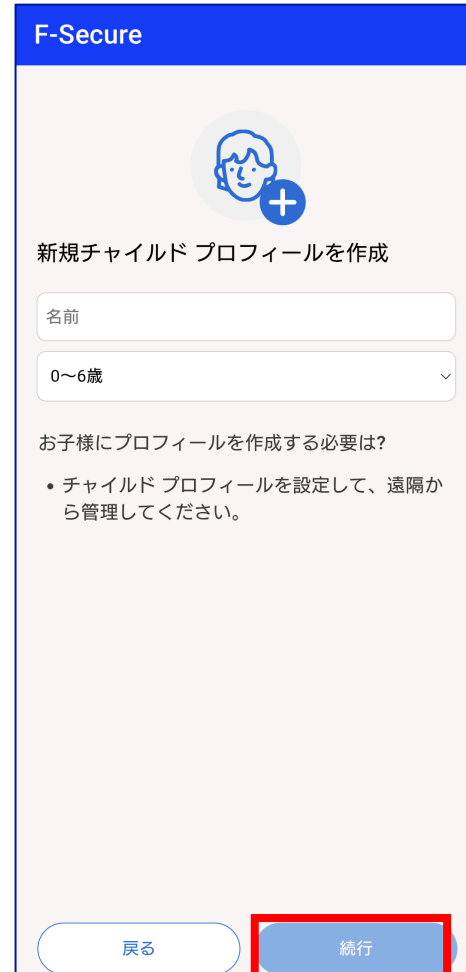 F-Secure
新規チャイルド プロフィールを作成
名前
0〜6歳
お子様にプロフィールを作成する必要は?
• チャイルド プロフィールを設定して、遠隔か
ら管理してください。
戻る
続行